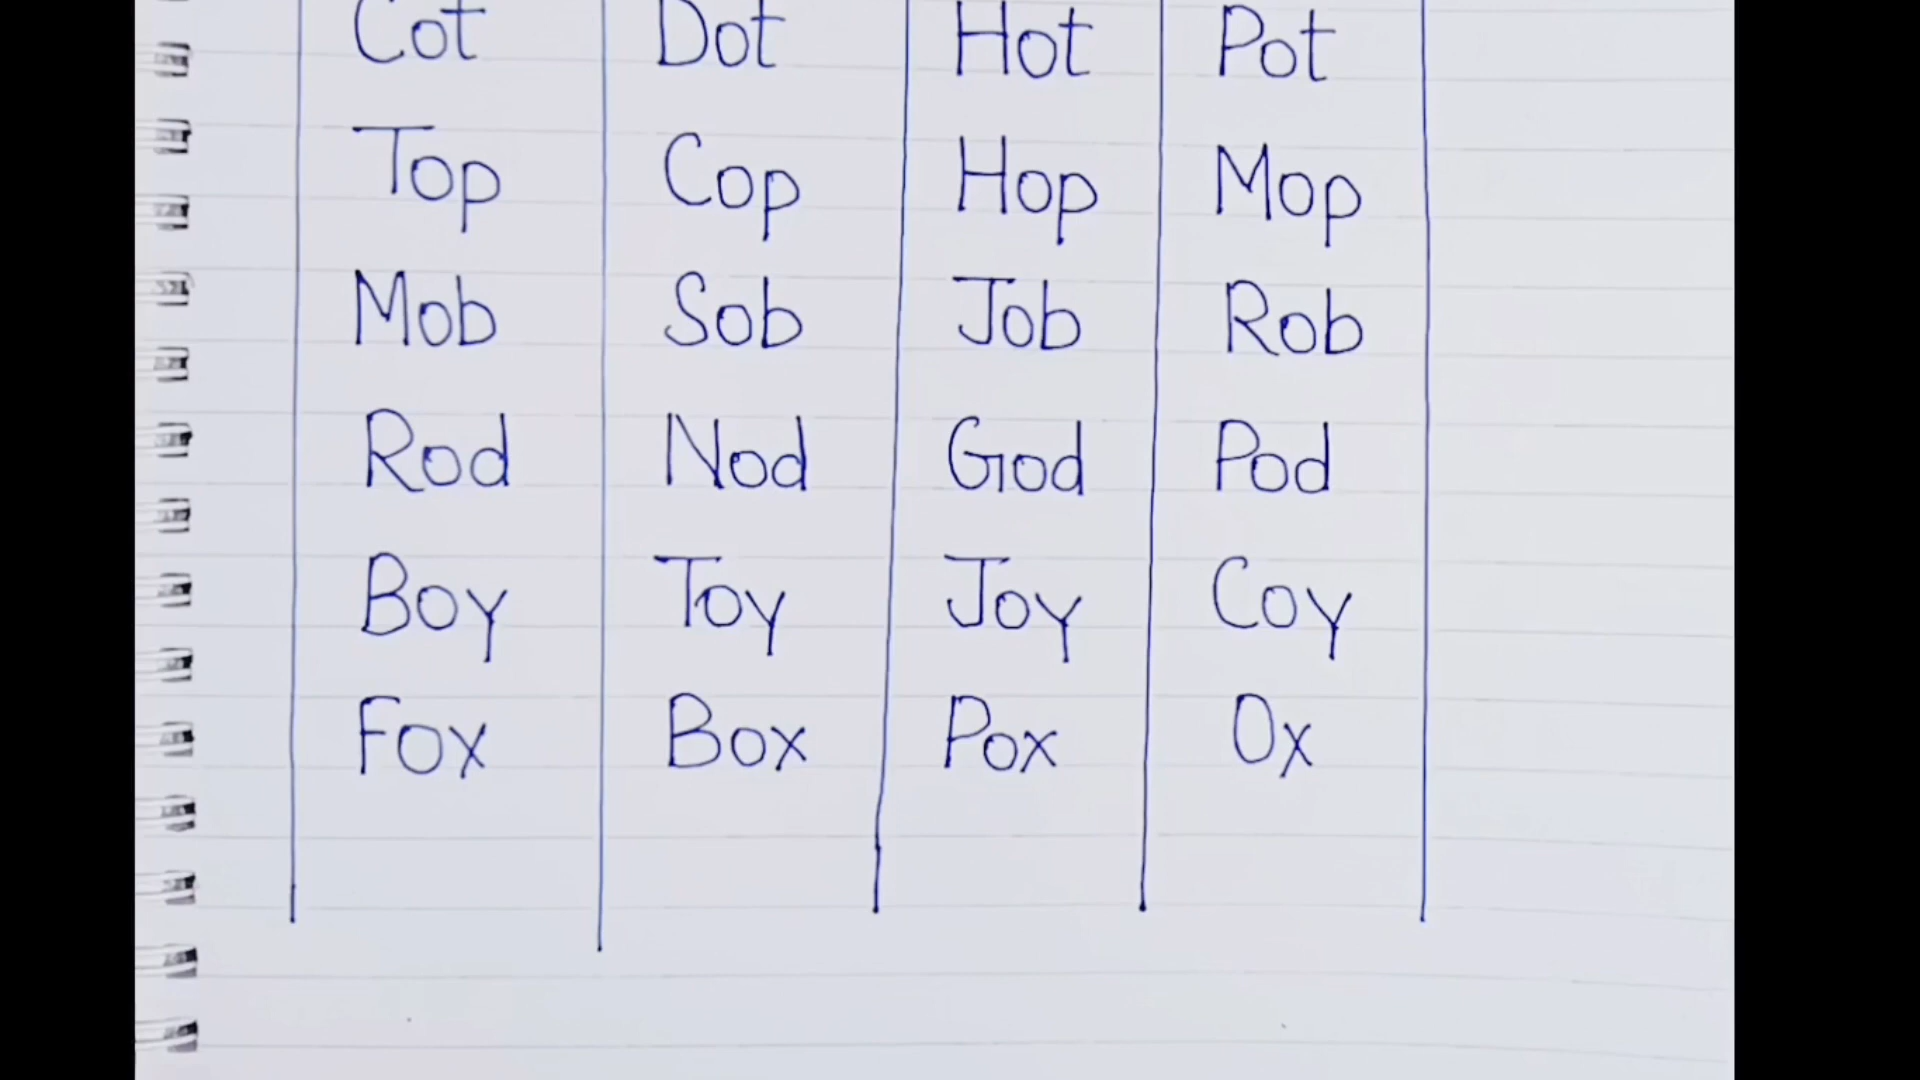 Cot Dot Hot Pot
Top Cop Hop Mop
Mob Sob Job Rob
Rod Nod God Pod
Boy Toy Joy Coy
Fox Box Pox Ox